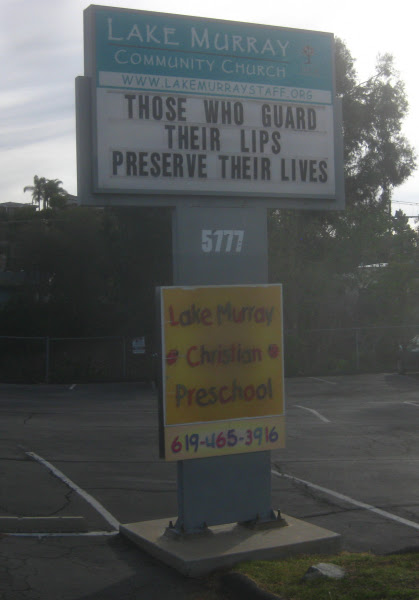 LAKE MURRAY
COMMUNITY CHURCH
WWW.LAKEMURRAYSTAFF.ORG
THOSE WHO GUARD
THEIR LIPS
PRESERVE THEIR LIVES
5777
Lake Murray
Christian
Preschool
619-465-3916